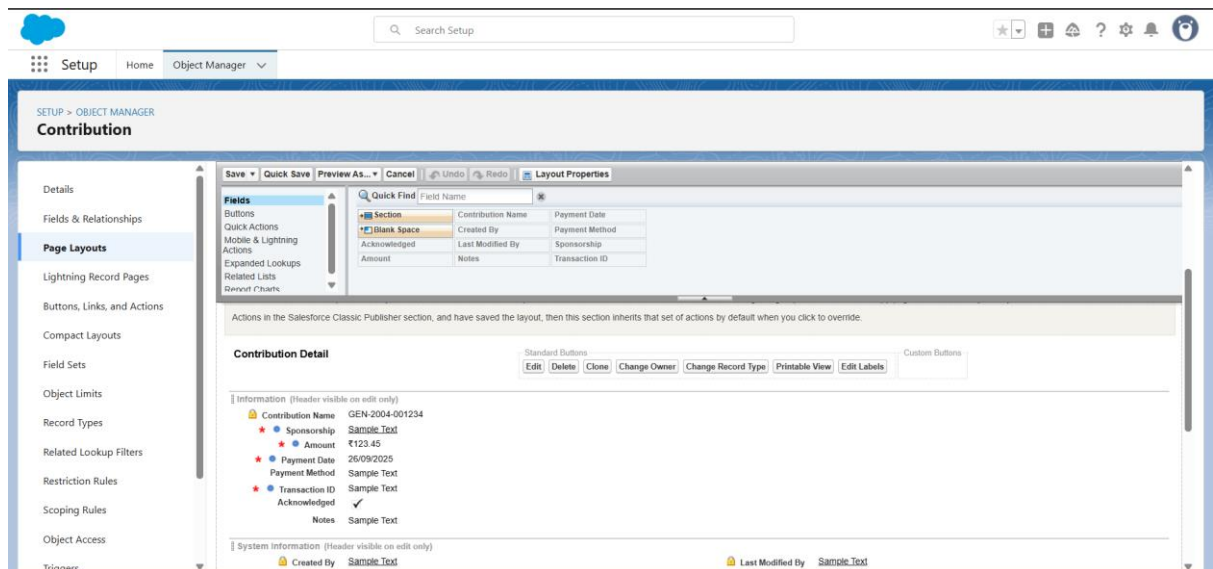 Search Setup
Setup Home Object Manager
SETUP > OBJECT MANAGER
Contribution
Details
Fields & Relationships
Page Layouts
Lightning Record Pages
Buttons, Links, and Actions
Compact Layouts
Field Sets
Object Limits
Record Types
Related Lookup Filters
Restriction Rules
Scoping Rules
Object Access
Triggers
Save Quick Save Preview As... Cancel Undo Redo Layout Properties
Fields
Buttons
Quick Actions
Mobile & Lightning
Actions
Expanded Lookups
Related Lists
Report Charts
Quick Find Field Name
Section Contribution Name Payment Date
Blank Space Created By Payment Method
Acknowledged Last Modified By Sponsorship
Amount Notes Transaction ID
Actions in the Salesforce Classic Publisher section, and have saved the layout, then this section inherits that set of actions by default when you click to override.
Contribution Detail
Standard Buttons
Edit Delete Clone Change Owner Change Record Type Printable View Edit Labels
Custom Buttons
Information (Header visible on edit only)
Contribution Name GEN-2004-001234
* Sponsorship Sample Text
* Amount ₹123.45
* Payment Date 26/09/2025
Payment Method Sample Text
* Transaction ID Sample Text
Acknowledged ✓
Notes Sample Text
System Information (Header visible on edit only)
Created By Sample Text Last Modified By Sample Text